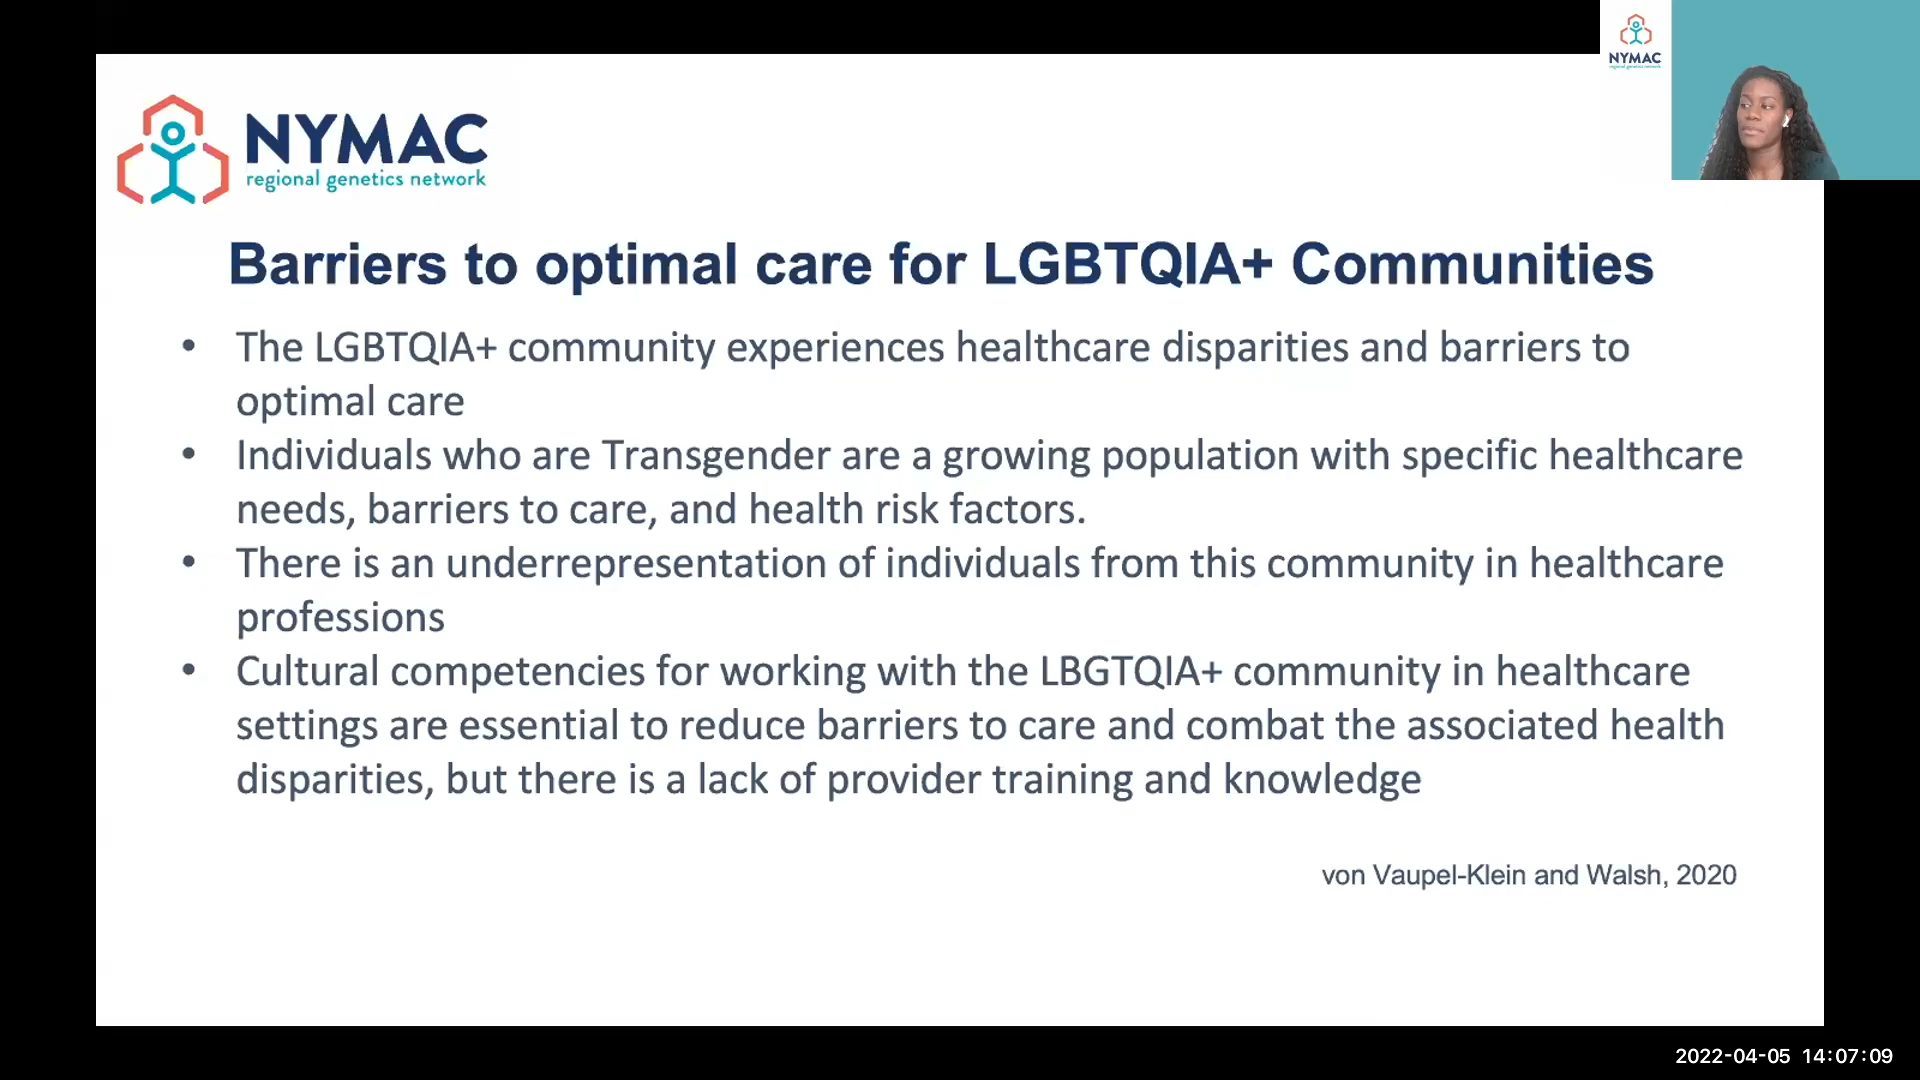 NYMAC
regional genetics network
NYMAC
regional genetics network
Barriers to optimal care for LGBTQIA+ Communities
• The LGBTQIA+ community experiences healthcare disparities and barriers to
optimal care
• Individuals who are Transgender are a growing population with specific healthcare
needs, barriers to care, and health risk factors.
• There is an underrepresentation of individuals from this community in healthcare
professions
• Cultural competencies for working with the LBGTQIA+ community in healthcare
settings are essential to reduce barriers to care and combat the associated health
disparities, but there is a lack of provider training and knowledge
von Vaupel-Klein and Walsh, 2020
2022-04-05 14:07:09